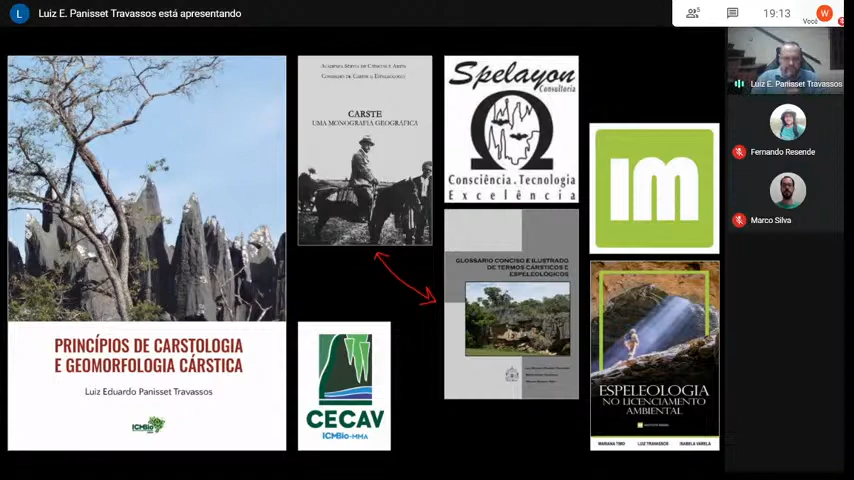 L
Luiz E. Panisset Travassos está apresentando
5
19:13
W
Você
PRINCÍPIOS DE CARSTOLOGIA
E GEOMORFOLOGIA CÁRSTICA
Luiz Eduardo Panisset Travassos
ICMBio
CARSTE
UMA MONOGRAFIA GEOGRÁFICA
CECAV
ICMBio-MMA
Spelayon
Consultoria
Consciência.Tecnologia
Excelência
GLOSSÁRIO CONCISO E ILUSTRADO
DE TERMOS CÁRSTICOS E
ESPELEOLÓGICOS
IM
ESPELEOLOGIA
NO LICENCIAMENTO
AMBIENTAL
MARIANA TIMO LUIZ TRAVASSOS ISABELA VARELA
Luiz E. Panisset Travassos
Fernando Resende
Marco Silva